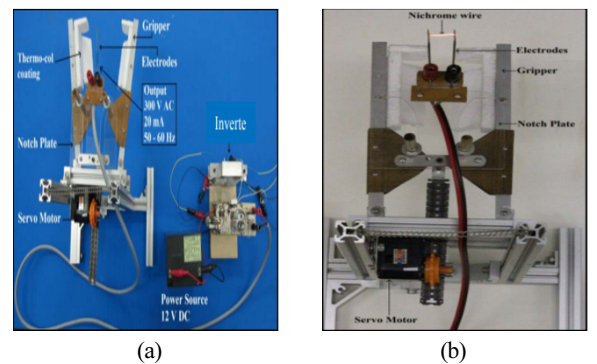 Gripper
Thermo-col
coating
Electrodes
Output
300 V AC
20 mA
50 - 60 Hz
Inverte
Notch Plate
Servo Motor
Power Source
12 V DC
(a)
Nichrome wire
Electrodes
Gripper
Notch Plate
Servo Motor
(b)